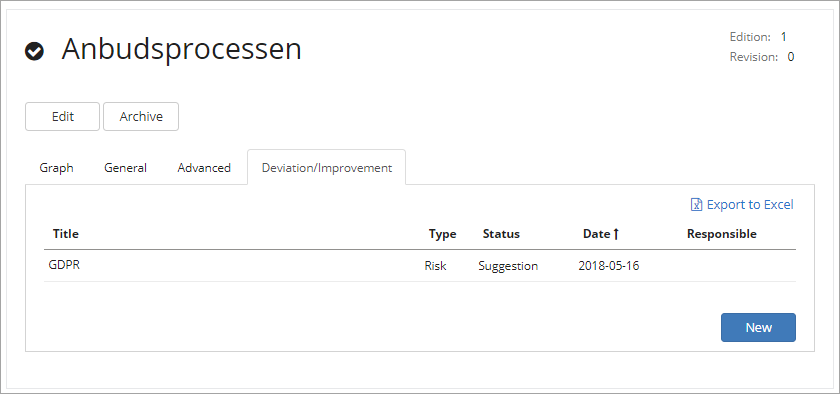 Anbudsprocessen
Edition: 1
Revision: 0
Edit Archive
Graph General Advanced Deviation/Improvement
Export to Excel
Title Type Status Date Responsible
GDPR Risk Suggestion 2018-05-16
New